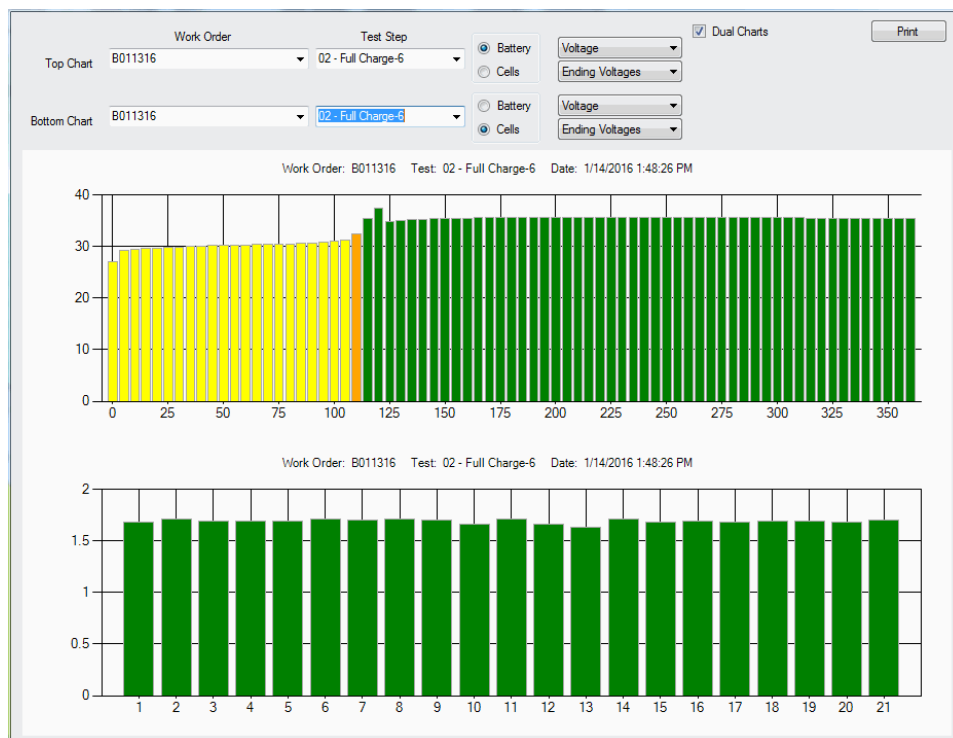 Work Order Test Step
Dual Charts Print
Top Chart B011316 02 - Full Charge-6 Battery Voltage
Cells Ending Voltages
Bottom Chart B011316 02 - Full Charge-6 Battery Voltage
Cells Ending Voltages
Work Order: B011316 Test: 02 - Full Charge-6 Date: 1/14/2016 1:48:26 PM
40
30
20
10
0
0 25 50 75 100 125 150 175 200 225 250 275 300 325 350
Work Order: B011316 Test: 02 - Full Charge-6 Date: 1/14/2016 1:48:26 PM
2
1.5
1
0.5
0
1 2 3 4 5 6 7 8 9 10 11 12 13 14 15 16 17 18 19 20 21